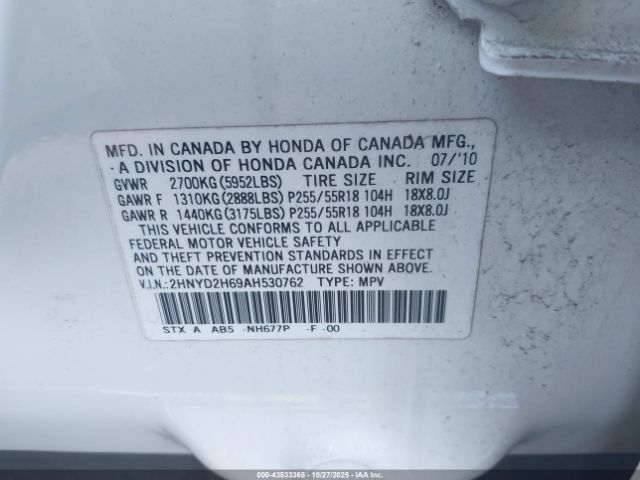 MFD. IN CANADA BY HONDA OF CANADA MFG.,
A DIVISION OF HONDA CANADA INC. 07/'10
GVWR 2700KG(5952LBS) TIRE SIZE RIM SIZE
GAWR F 1310KG(2888LBS) P255/55R18 104H 18X8.0J
GAWR R 1440KG(3175LBS) P255/55R18 104H 18X8.0J
THIS VEHICLE CONFORMS TO ALL APPLICABLE
FEDERAL MOTOR VEHICLE SAFETY
AND THEFT PREVENTION STANDARDS IN EFFECT
ON THE DATE OF MANUFACTURE SHOWN ABOVE.
V.I.N.:2HNYD2H69AH530762 TYPE: MPV
STX A AB5 -NH677P -F -00
000-43533365 - 10/27/2025 - IAA Inc.